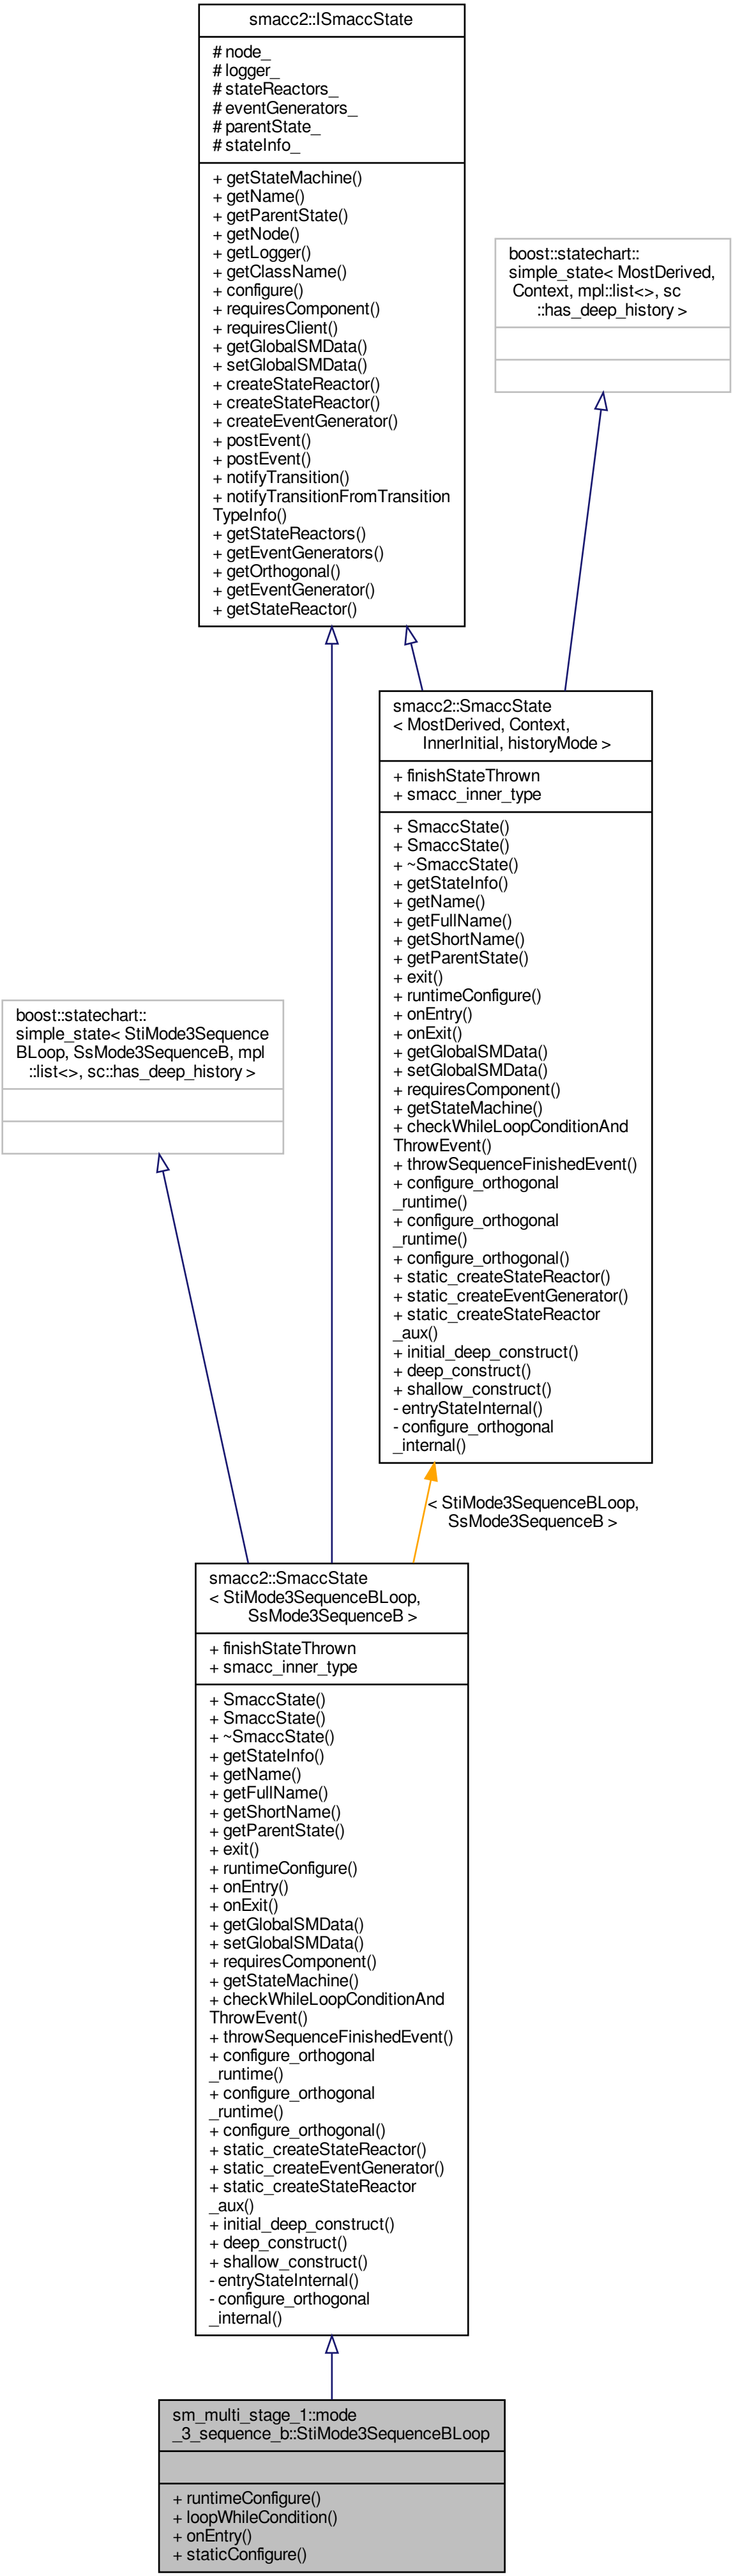 smacc2::ISmaccState
# node_
# logger_
# stateReactors_
# eventGenerators_
# parentState_
# stateInfo_
+ getStateMachine()
+ getName()
+ getParentState()
+ getNode()
+ getLogger()
+ getClassName()
+ configure()
+ requiresComponent()
+ requiresClient()
+ getGlobalSMData()
+ setGlobalSMData()
+ createStateReactor()
+ createStateReactor()
+ createEventGenerator()
+ postEvent()
+ postEvent()
+ notifyTransition()
+ notifyTransitionFromTransition
TypeInfo()
+ getStateReactors()
+ getEventGenerators()
+ getOrthogonal()
+ getEventGenerator()
+ getStateReactor()
boost::statechart::
simple_state< MostDerived,
Context, mpl::list<>, sc
::has_deep_history >
smacc2::SmaccState
< MostDerived, Context,
InnerInitial, historyMode >
+ finishStateThrown
+ smacc_inner_type
+ SmaccState()
+ SmaccState()
+ ~SmaccState()
+ getStateInfo()
+ getName()
+ getFullName()
+ getShortName()
+ getParentState()
+ exit()
+ runtimeConfigure()
+ onEntry()
+ onExit()
+ getGlobalSMData()
+ setGlobalSMData()
+ requiresComponent()
+ getStateMachine()
+ checkWhileLoopConditionAnd
ThrowEvent()
+ throwSequenceFinishedEvent()
+ configure_orthogonal
_runtime()
+ configure_orthogonal
_runtime()
+ configure_orthogonal()
+ static_createStateReactor()
+ static_createEventGenerator()
+ static_createStateReactor
_aux()
+ initial_deep_construct()
+ deep_construct()
+ shallow_construct()
- entryStateInternal()
- configure_orthogonal
_internal()
boost::statechart::
simple_state< StiMode3Sequence
BLoop, SsMode3SequenceB, mpl
::list<>, sc::has_deep_history >
< StiMode3SequenceBLoop,
SsMode3SequenceB >
smacc2::SmaccState
< StiMode3SequenceBLoop,
SsMode3SequenceB >
+ finishStateThrown
+ smacc_inner_type
+ SmaccState()
+ SmaccState()
+ ~SmaccState()
+ getStateInfo()
+ getName()
+ getFullName()
+ getShortName()
+ getParentState()
+ exit()
+ runtimeConfigure()
+ onEntry()
+ onExit()
+ getGlobalSMData()
+ setGlobalSMData()
+ requiresComponent()
+ getStateMachine()
+ checkWhileLoopConditionAnd
ThrowEvent()
+ throwSequenceFinishedEvent()
+ configure_orthogonal
_runtime()
+ configure_orthogonal
_runtime()
+ configure_orthogonal()
+ static_createStateReactor()
+ static_createEventGenerator()
+ static_createStateReactor
_aux()
+ initial_deep_construct()
+ deep_construct()
+ shallow_construct()
- entryStateInternal()
- configure_orthogonal
_internal()
sm_multi_stage_1::mode
_3_sequence_b::StiMode3SequenceBLoop
+ runtimeConfigure()
+ loopWhileCondition()
+ onEntry()
+ staticConfigure()